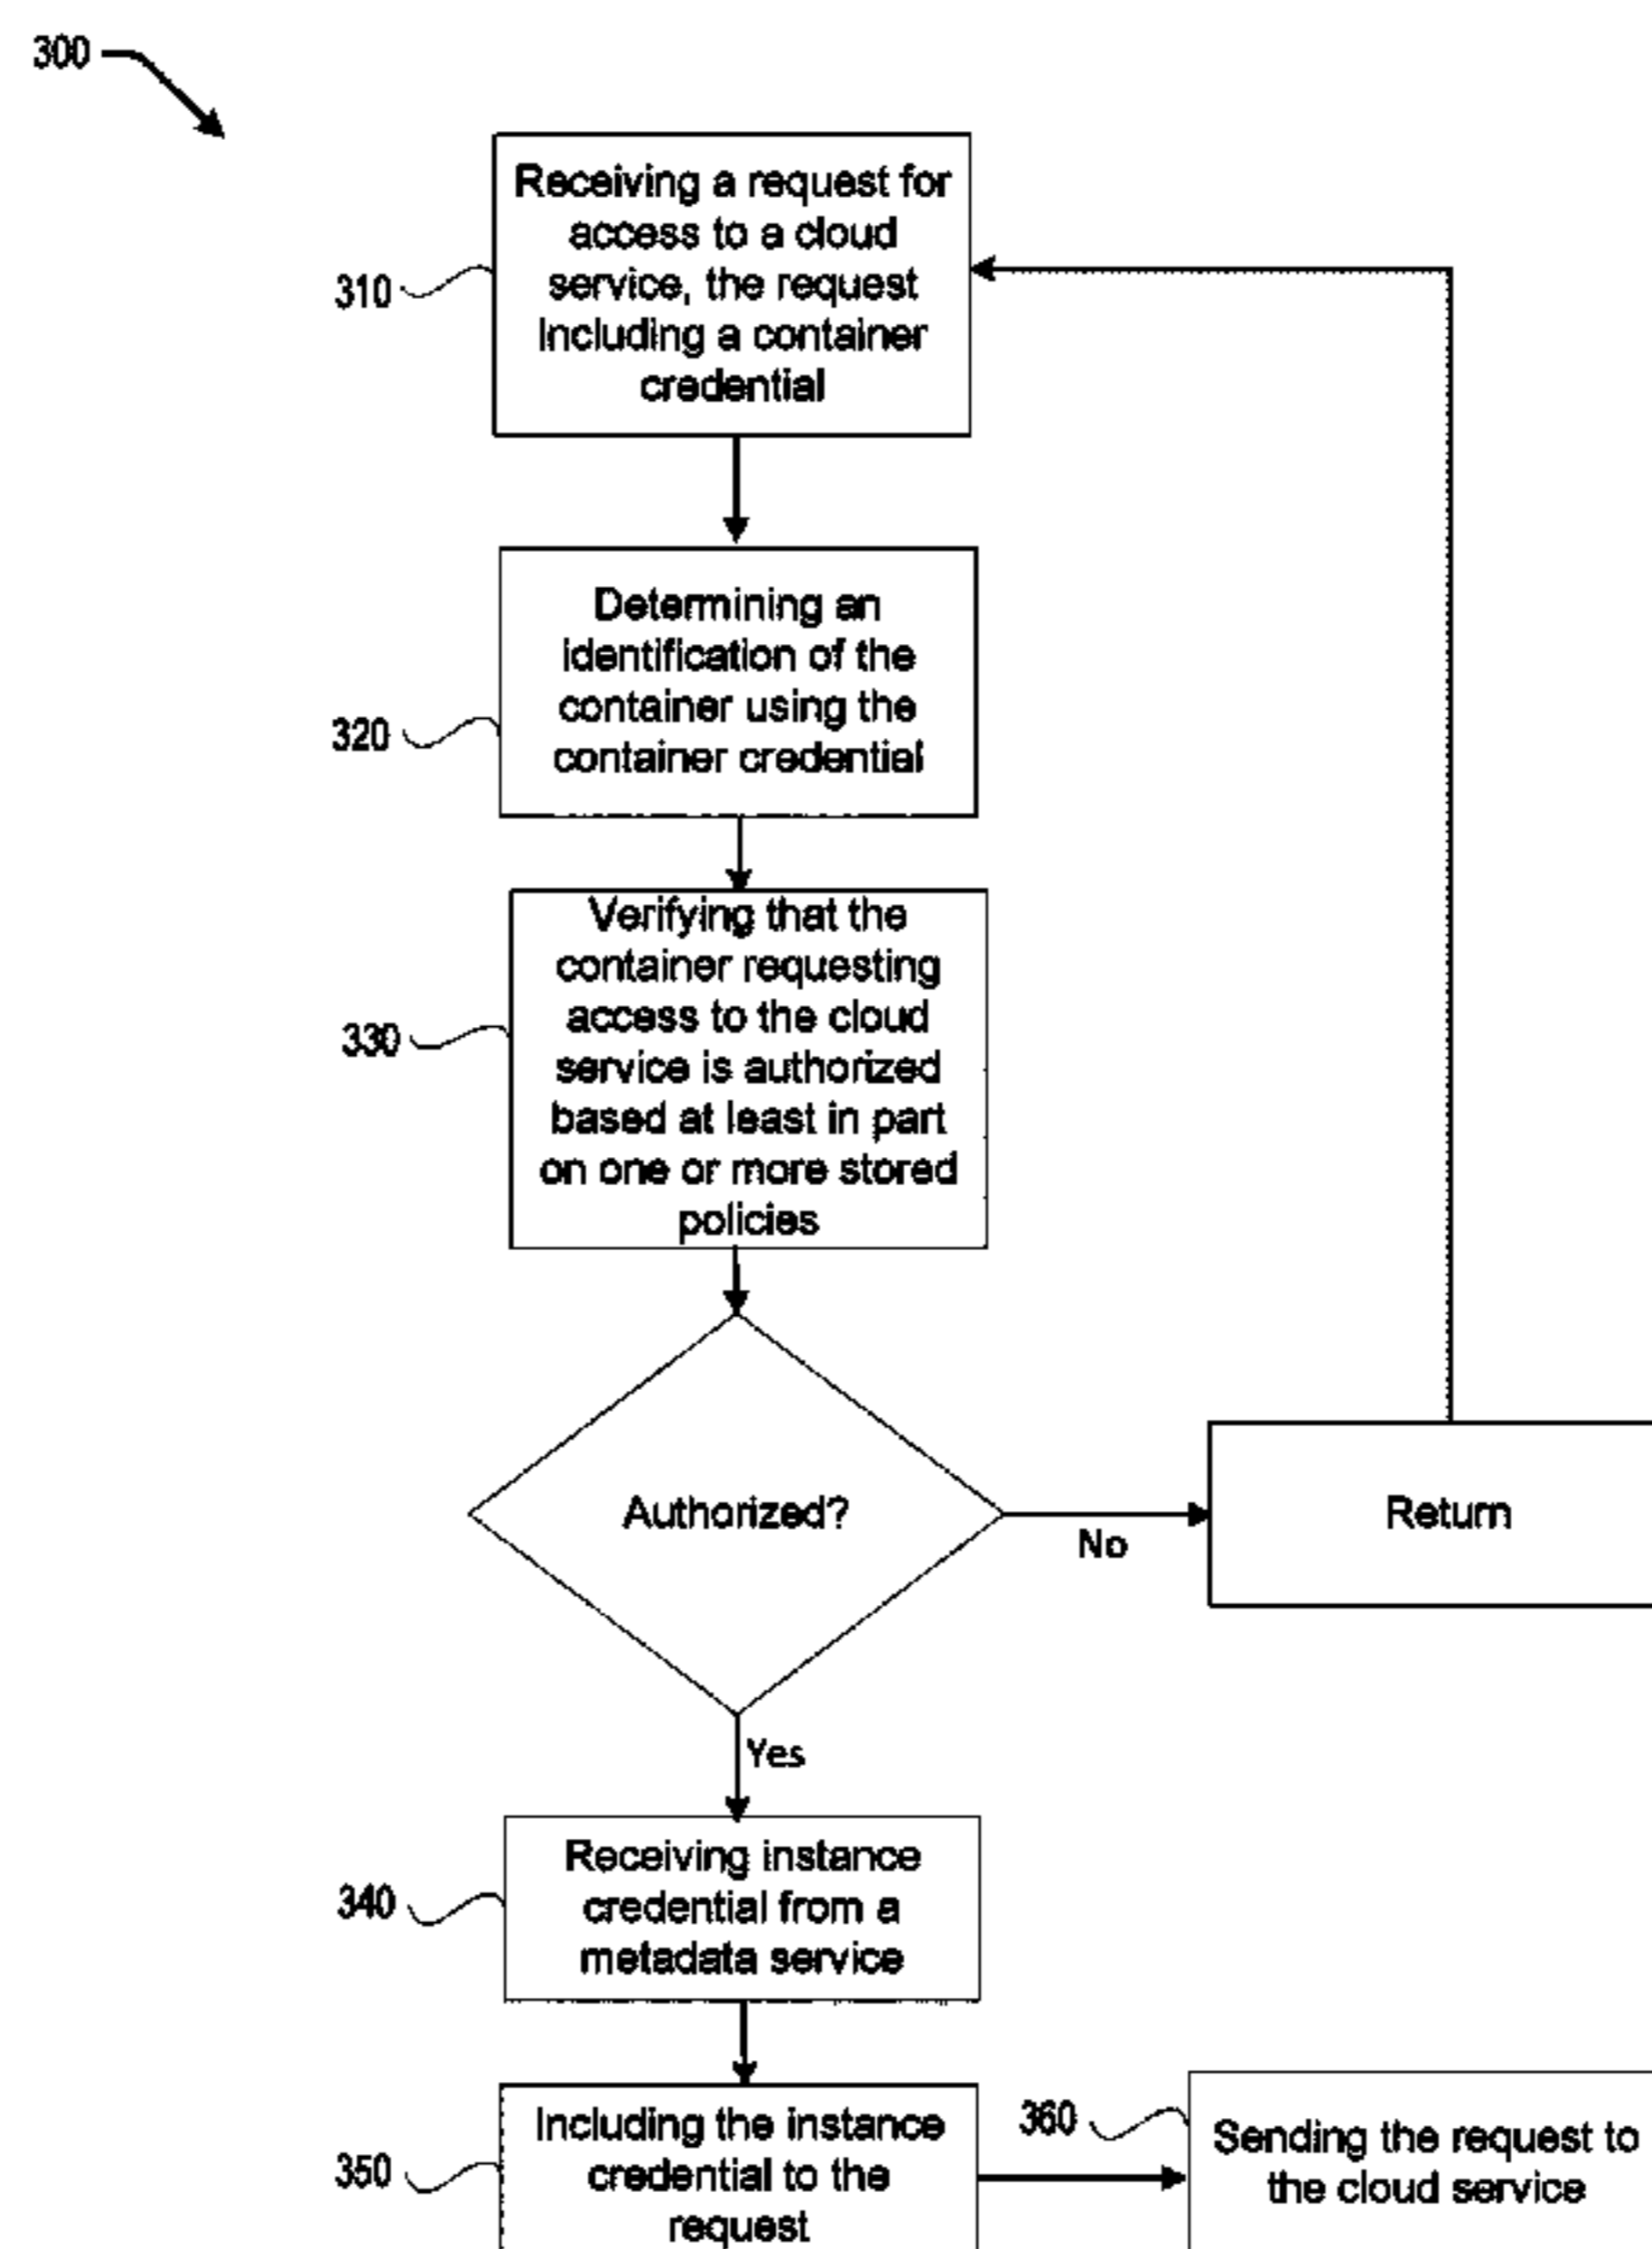 300
Receiving a request for
access to a cloud
service, the request
including a container
credential
310
Determining an
identification of the
container using the
container credential
320
Verifying that the
container requesting
access to the cloud
service is authorized
based at least in part
on one or more stored
policies
330
Authorized?
No
Return
Yes
Receiving instance
credential from a
metadata service
340
Including the instance
credential to the
request
350
360
Sending the request to
the cloud service